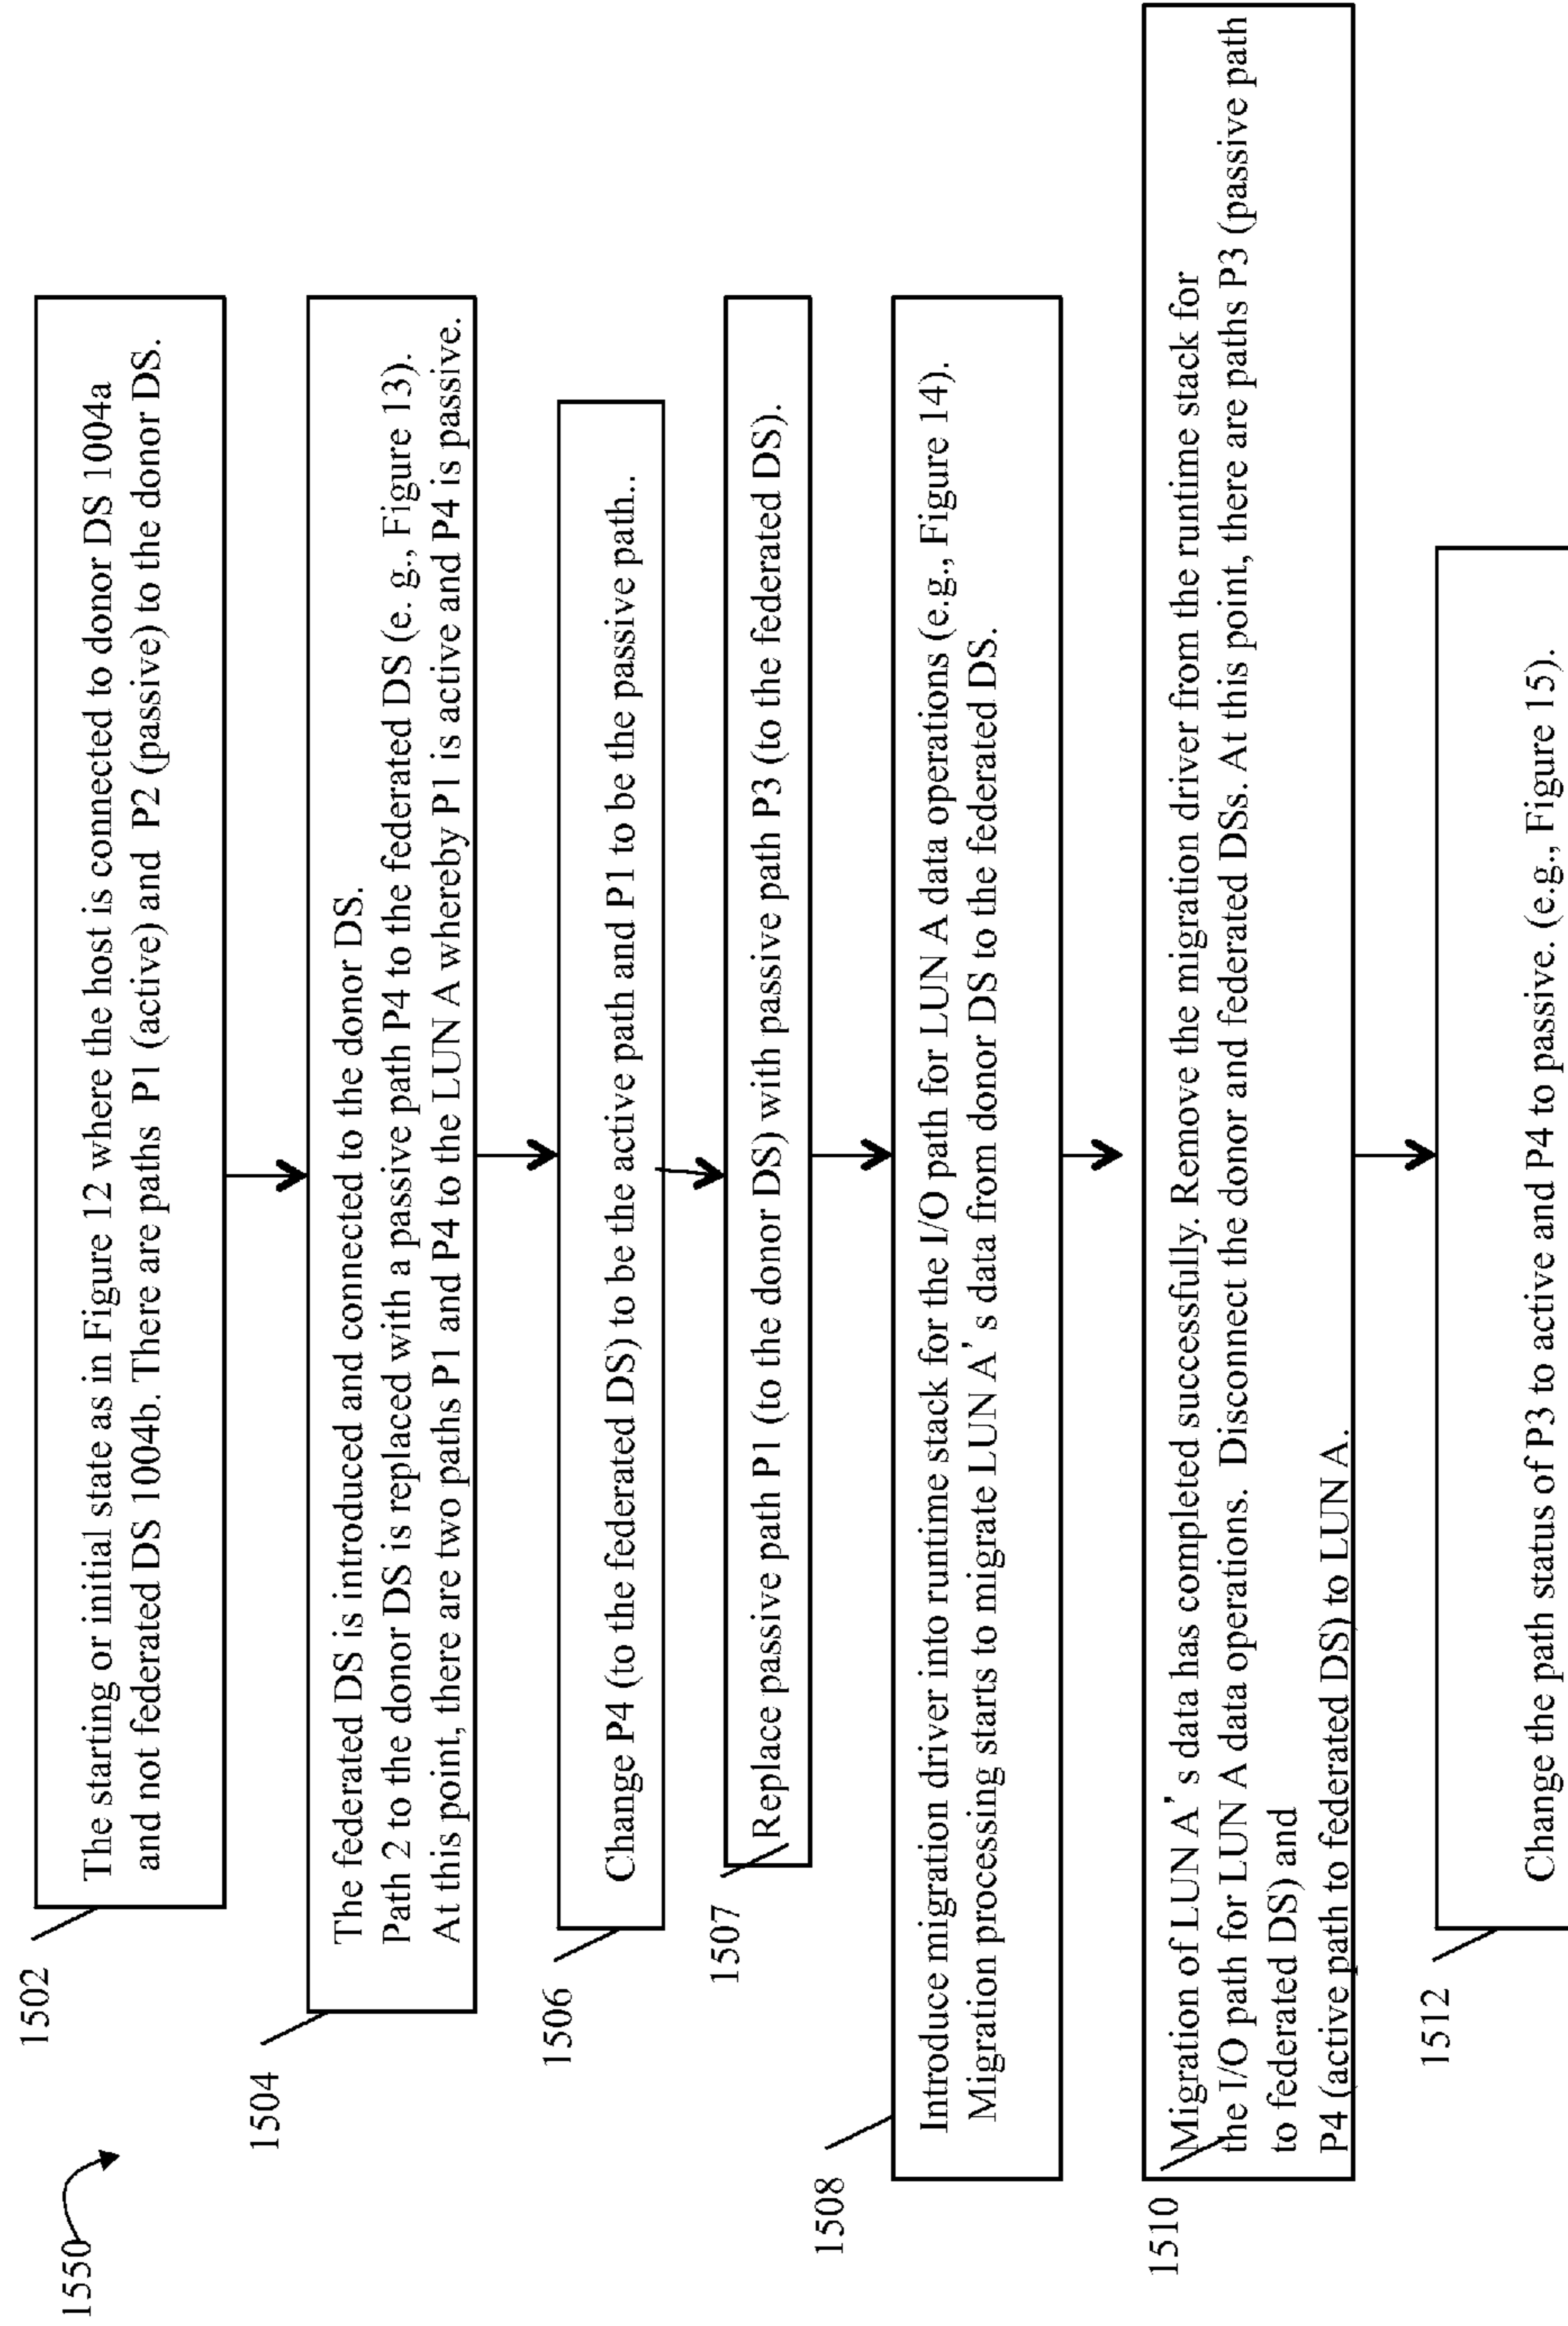 1550
1502
The starting or initial state as in Figure 12 where the host is connected to donor DS 1004a
and not federated DS 1004b. There are paths P1 (active) and P2 (passive) to the donor DS.
1504
The federated DS is introduced and connected to the donor DS.
Path 2 to the donor DS is replaced with a passive path P4 to the federated DS (e. g., Figure 13).
At this point, there are two paths P1 and P4 to the LUN A whereby P1 is active and P4 is passive.
1506
Change P4 (to the federated DS) to be the active path and P1 to be the passive path..
1507
Replace passive path P1 (to the donor DS) with passive path P3 (to the federated DS).
1508
Introduce migration driver into runtime stack for the I/O path for LUN A data operations (e.g., Figure 14).
Migration processing starts to migrate LUN A's data from donor DS to the federated DS.
1510
Migration of LUN A's data has completed successfully. Remove the migration driver from the runtime stack for
the I/O path for LUN A data operations. Disconnect the donor and federated DSs. At this point, there are paths P3 (passive path
to federated DS) and
P4 (active path to federated DS) to LUN A.
1512
Change the path status of P3 to active and P4 to passive. (e.g., Figure 15).